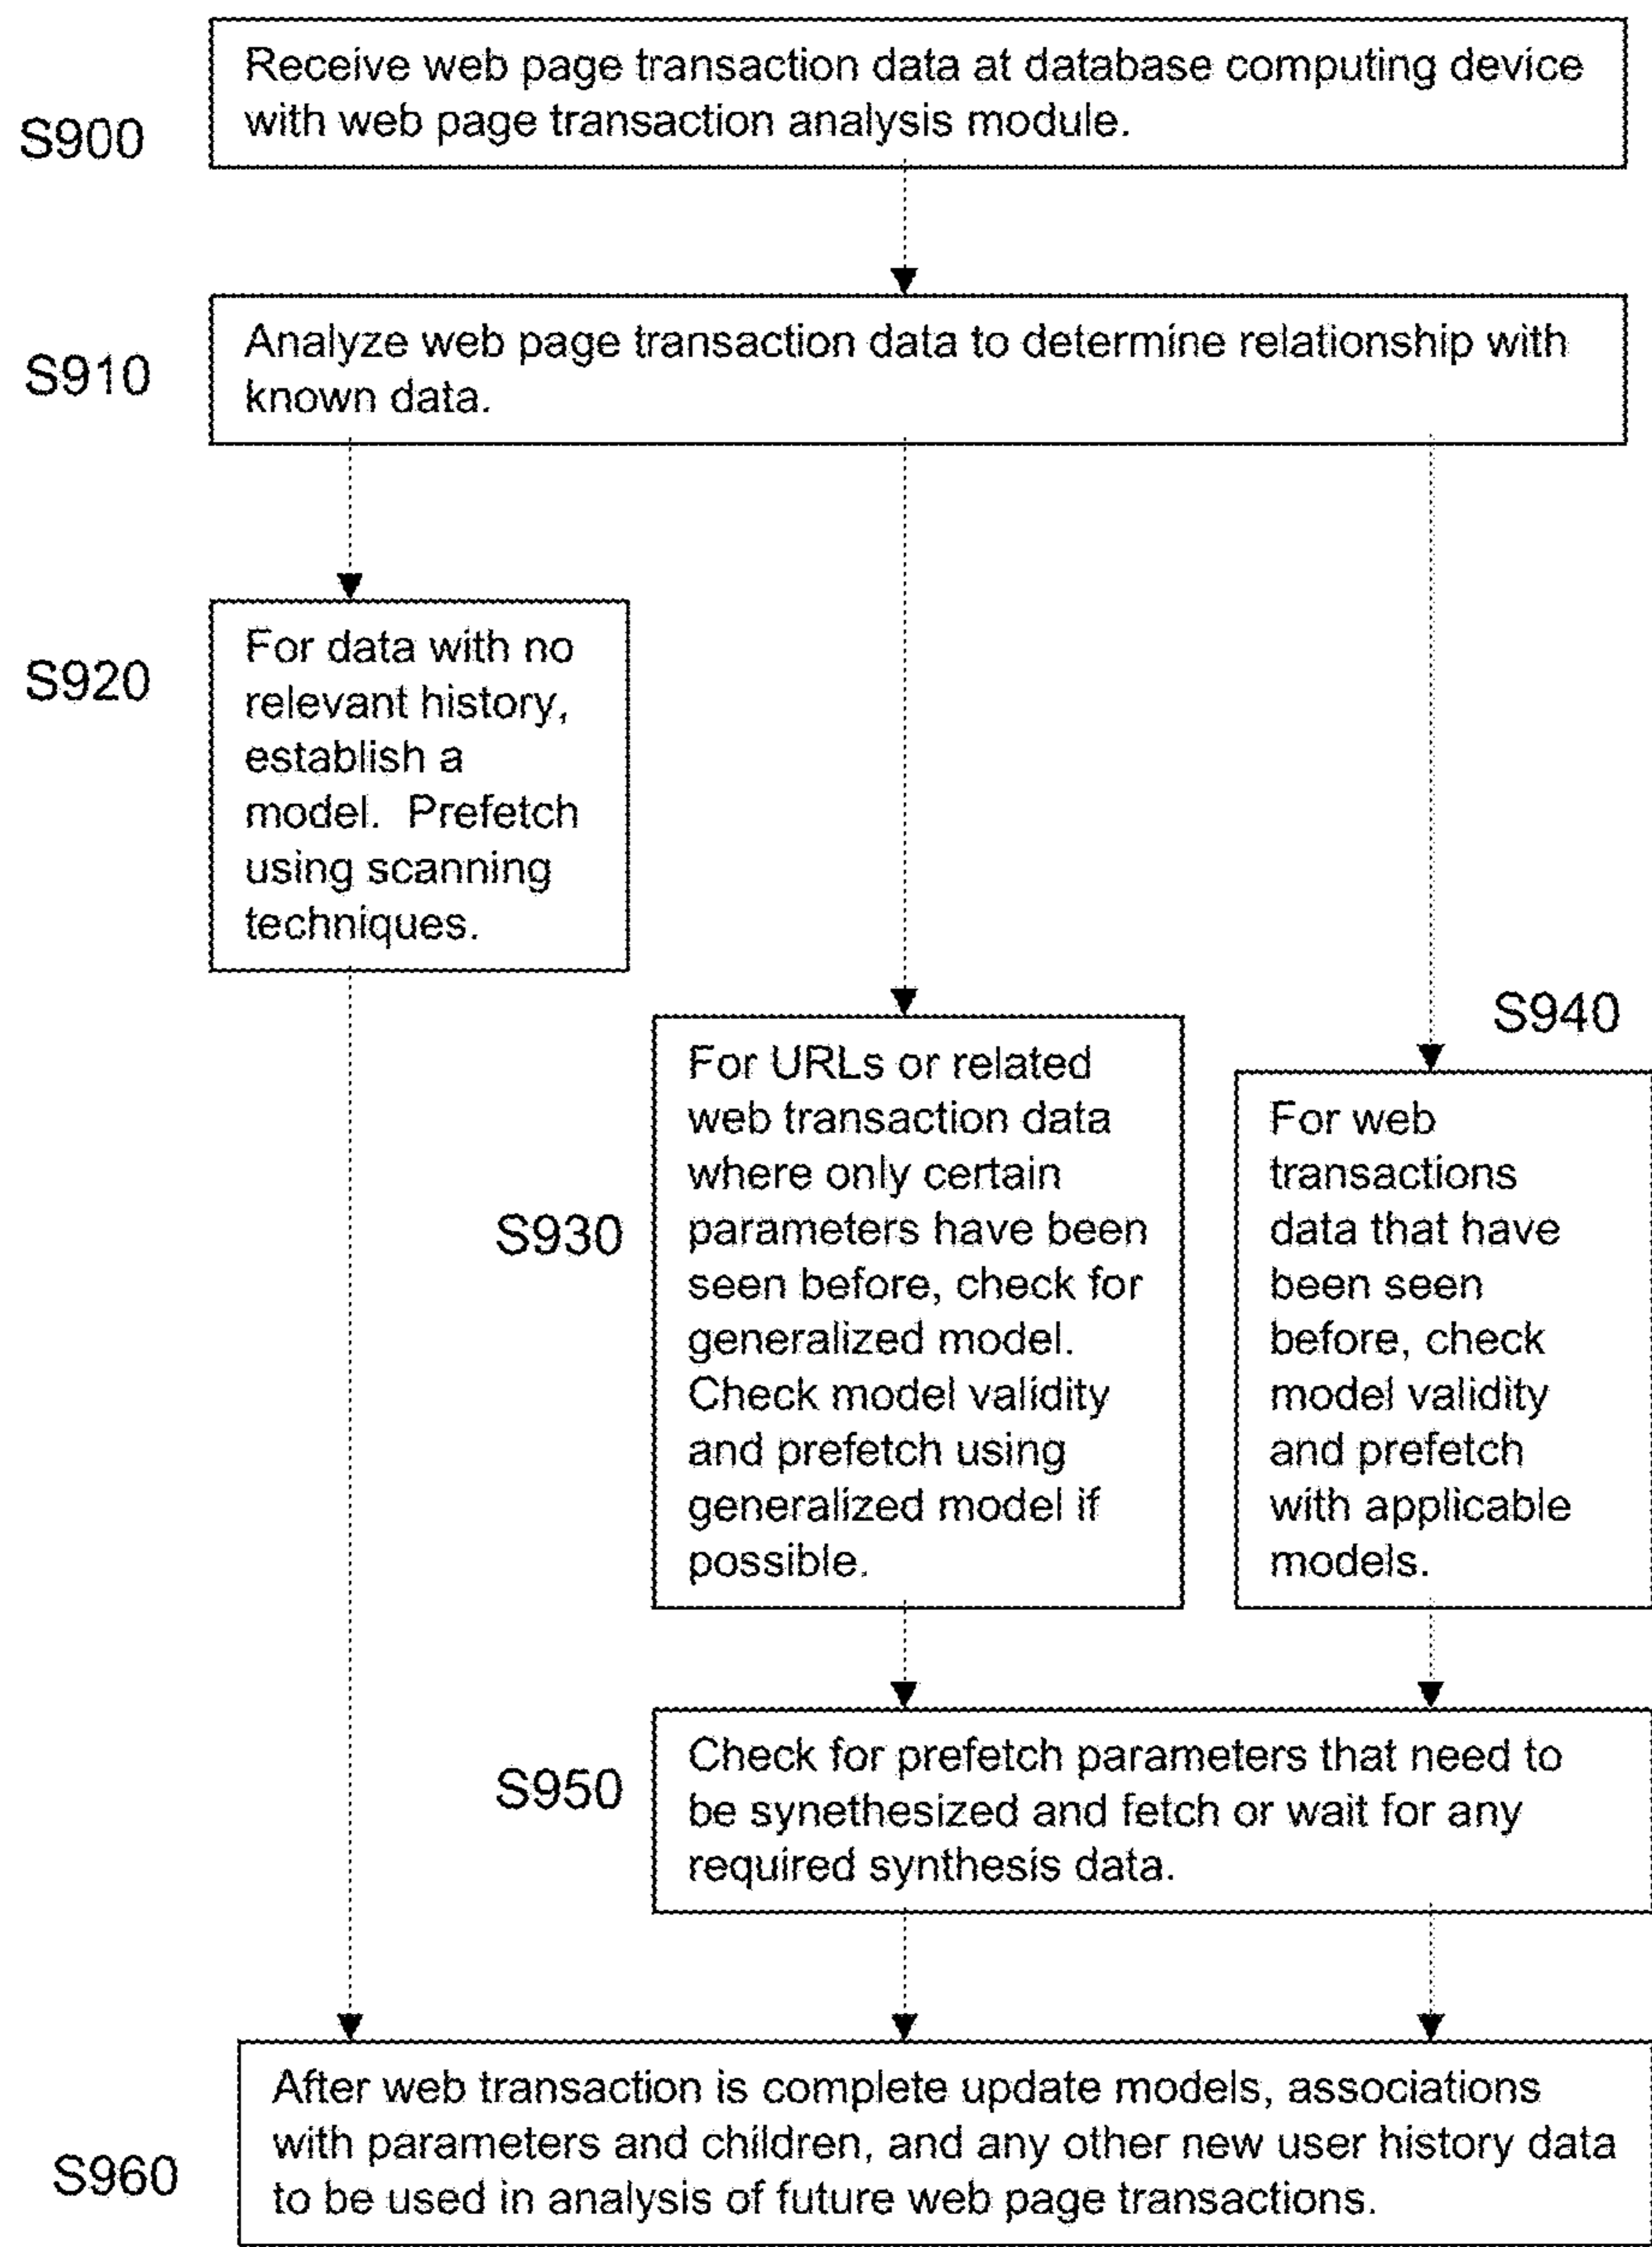 S900
Receive web page transaction data at database computing device
with web page transaction analysis module.
S910
Analyze web page transaction data to determine relationship with
known data.
S920
For data with no
relevant history,
establish a
model. Prefetch
using scanning
techniques.
S930
For URLs or related
web transaction data
where only certain
parameters have been
seen before, check for
generalized model.
Check model validity
and prefetch using
generalized model if
possible.
S940
For web
transactions
data that have
been seen
before, check
model validity
and prefetch
with applicable
models.
S950
Check for prefetch parameters that need to
be synethesized and fetch or wait for any
required synthesis data.
S960
After web transaction is complete update models, associations
with parameters and children, and any other new user history data
to be used in analysis of future web page transactions.